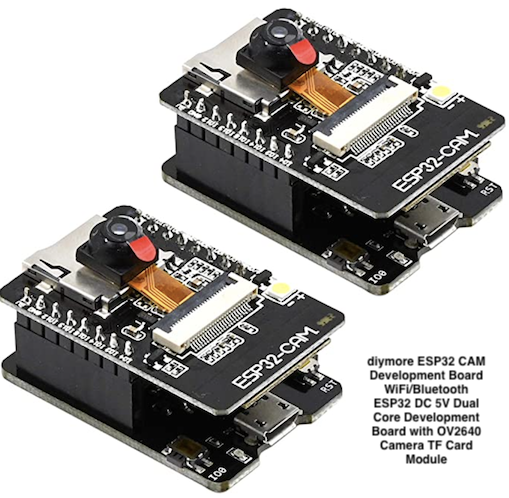 ESP32-CAM
RST
IO0
ESP32-CAM
RST
IO0
diymore ESP32 CAM
Development Board
WiFi/Bluetooth
ESP32 DC 5V Dual
Core Development
Board with OV2640
Camera TF Card
Module